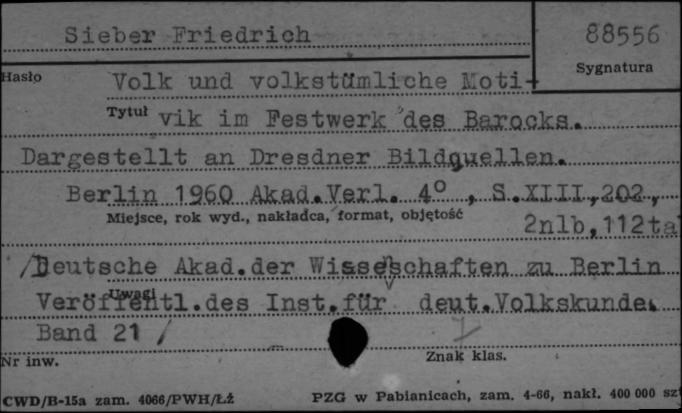 Sieber Friedrich
88556
Hasło
Sygnatura
Volk und volkstümliche Moti-
Tytuł vik im Festwerk des Barocks.
Dargestellt an Dresdner Bildquellen.
Berlin 1960 Akad.Verl. 4° , S.XIII,202,
Miejsce, rok wyd., nakładca, format, objętość
2nlb,112ta
/Deutsche Akad.der Wissenschaften zu Berlin
Uwagi
Veröffentl.des Inst.für deut.Volkskunde.
Band 21 /
Nr inw.
Znak klas.
CWD/B-15a zam. 4066/PWH/ŁŻ
PZG w Pabianicach, zam. 4-66, nakł. 400 000 szt